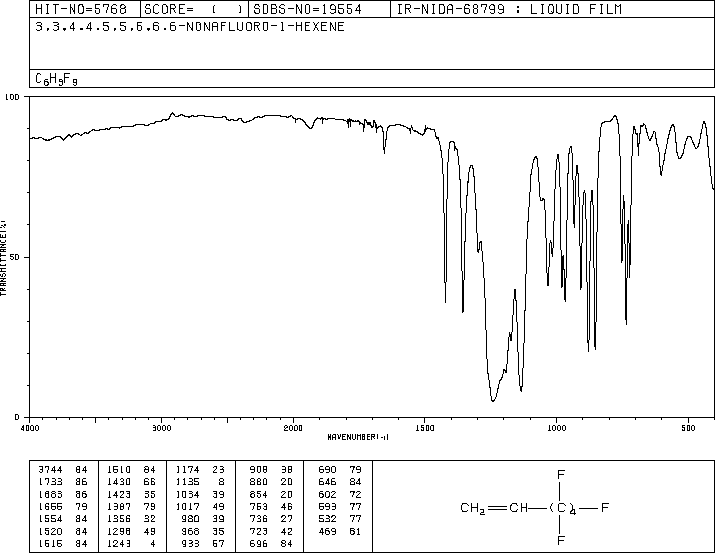 HIT-NO=5768 SCORE= ( ) SDBS-NO=19554 IR-NIDA-68799 : LIQUID FILM
3,3,4,4,5,5,6,6,6-NONAFLUORO-1-HEXENE
C6H3F9
100
50
0
TRANSMITTANCE(%)
4000 3000 2000 1500 1000 500
WAVENUMBER(-1)
3744 84 1510 84 1174 23 908 38 690 79
1733 86 1430 66 1135 8 880 20 646 84
1683 86 1423 35 1034 39 854 20 602 72
1655 79 1387 79 1017 49 753 46 593 77
1554 84 1356 32 980 39 736 27 532 77
1520 84 1298 49 966 35 723 42 469 81
1515 84 1243 4 933 57 696 84
F
CH2=CH-(C)4-F
F